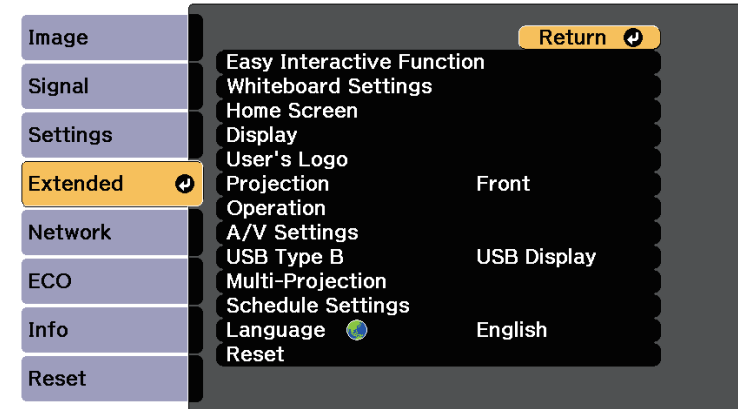 Image
Signal
Settings
Extended
Network
ECO
Info
Reset
Return
Easy Interactive Function
Whiteboard Settings
Home Screen
Display
User's Logo
Projection Front
Operation
A/V Settings
USB Type B USB Display
Multi-Projection
Schedule Settings
Language English
Reset